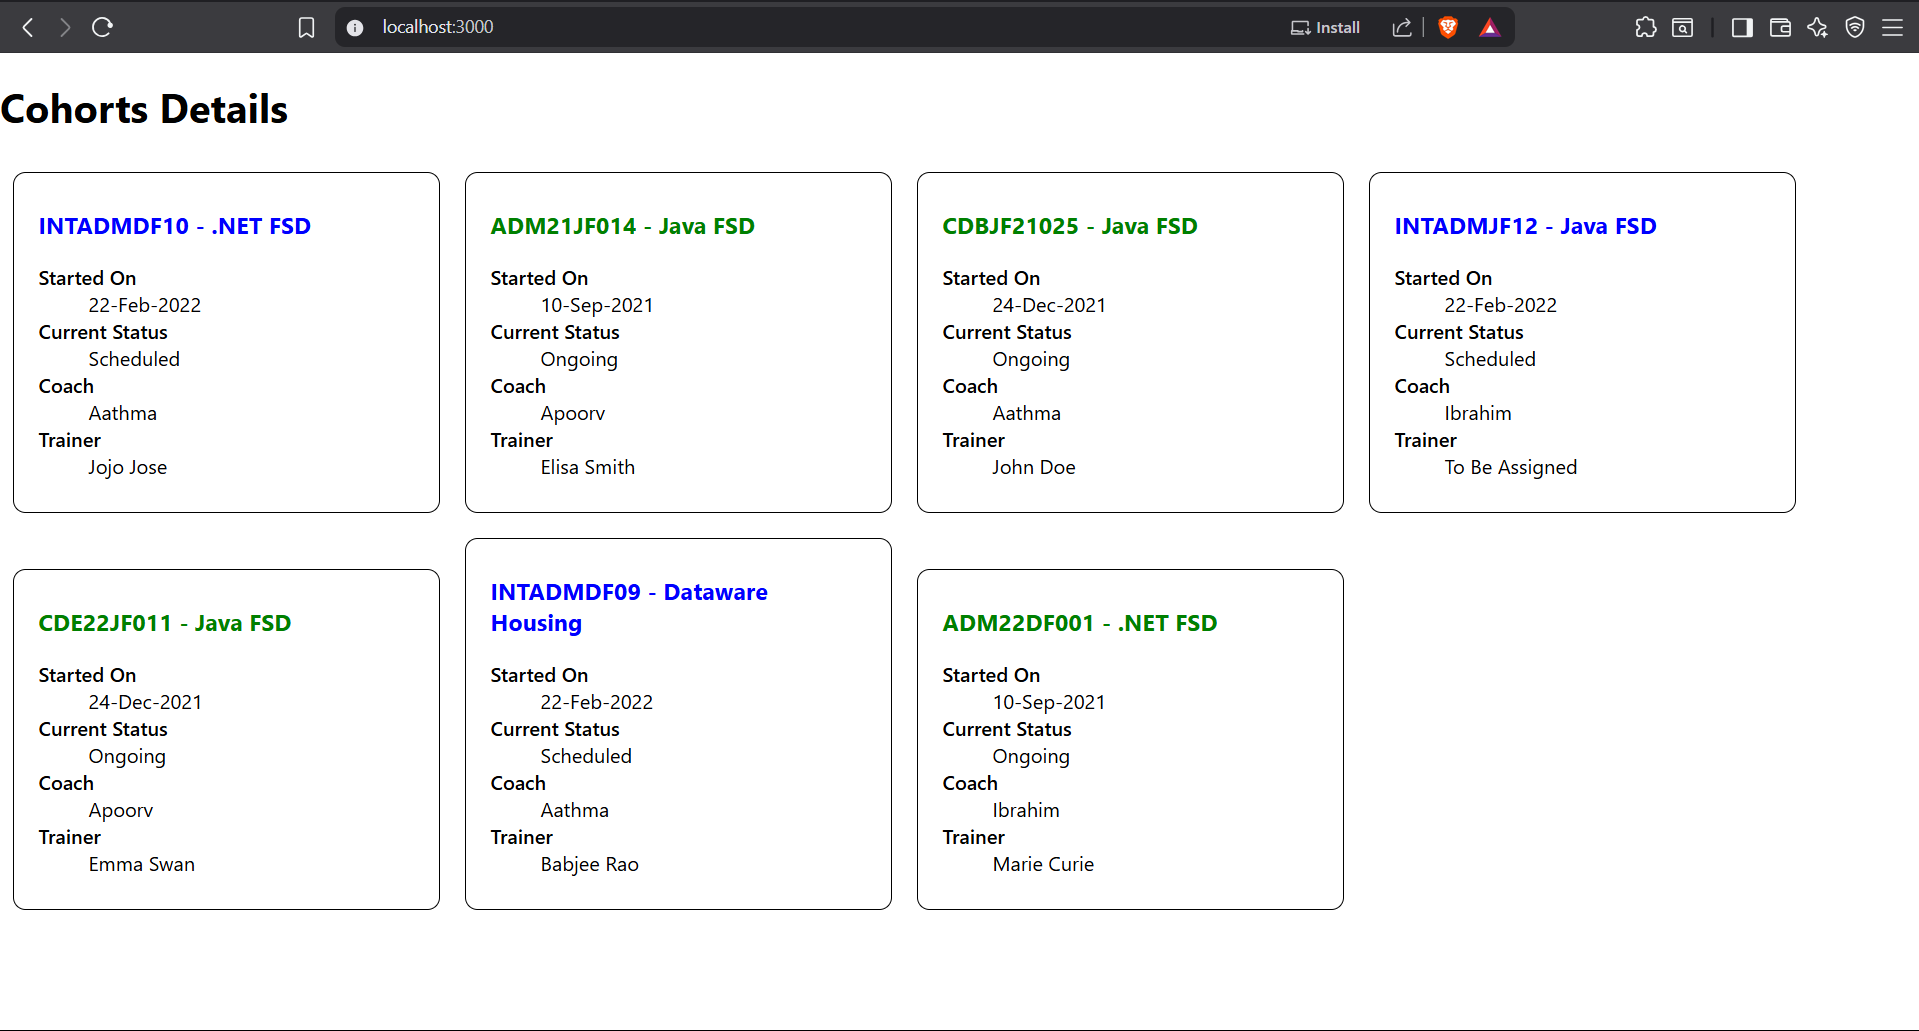 localhost:3000
Install
Cohorts Details
INTADMDF10 - .NET FSD
Started On
22-Feb-2022
Current Status
Scheduled
Coach
Aathma
Trainer
Jojo Jose
ADM21JF014 - Java FSD
Started On
10-Sep-2021
Current Status
Ongoing
Coach
Apoorv
Trainer
Elisa Smith
CDBJF21025 - Java FSD
Started On
24-Dec-2021
Current Status
Ongoing
Coach
Aathma
Trainer
John Doe
INTADMJF12 - Java FSD
Started On
22-Feb-2022
Current Status
Scheduled
Coach
Ibrahim
Trainer
To Be Assigned
CDE22JF011 - Java FSD
Started On
24-Dec-2021
Current Status
Ongoing
Coach
Apoorv
Trainer
Emma Swan
INTADMDF09 - Dataware
Housing
Started On
22-Feb-2022
Current Status
Scheduled
Coach
Aathma
Trainer
Babjee Rao
ADM22DF001 - .NET FSD
Started On
10-Sep-2021
Current Status
Ongoing
Coach
Ibrahim
Trainer
Marie Curie